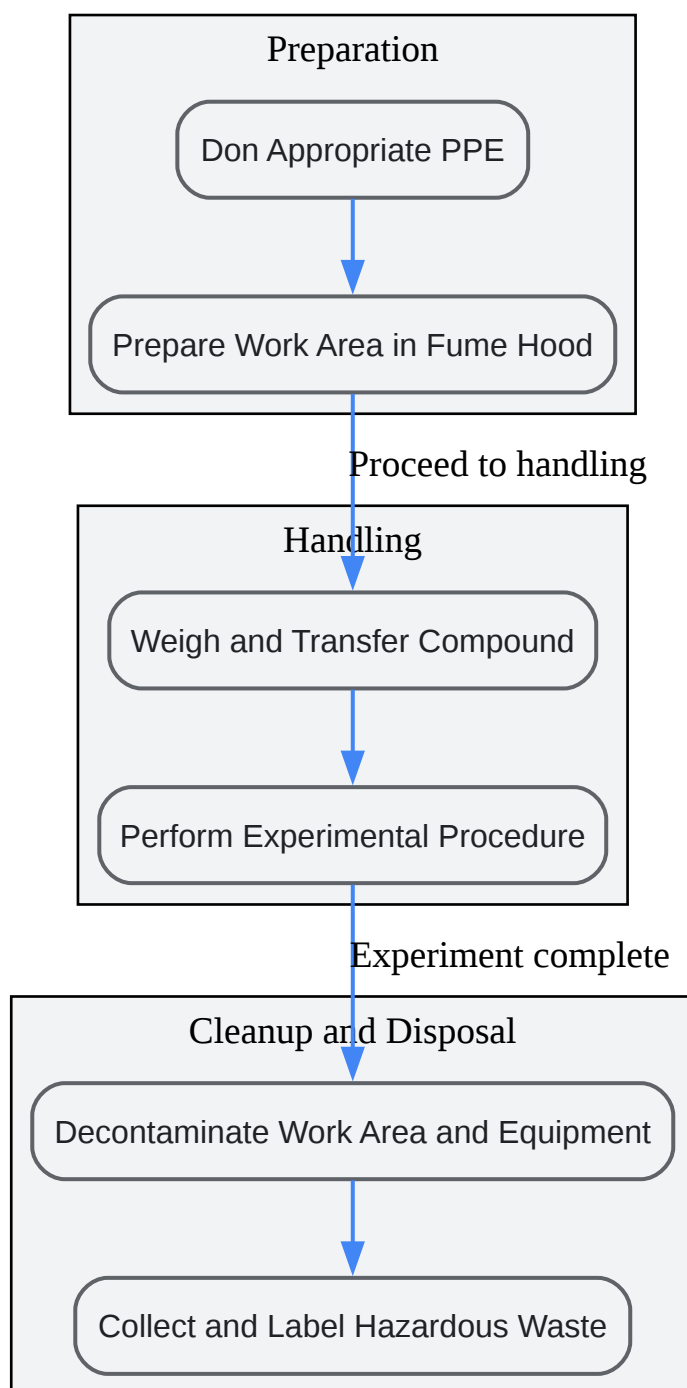 Preparation
Don Appropriate PPE
Prepare Work Area in Fume Hood
Proceed to handling
Handling
Weigh and Transfer Compound
Perform Experimental Procedure
Experiment complete
Cleanup and Disposal
Decontaminate Work Area and Equipment
Collect and Label Hazardous Waste